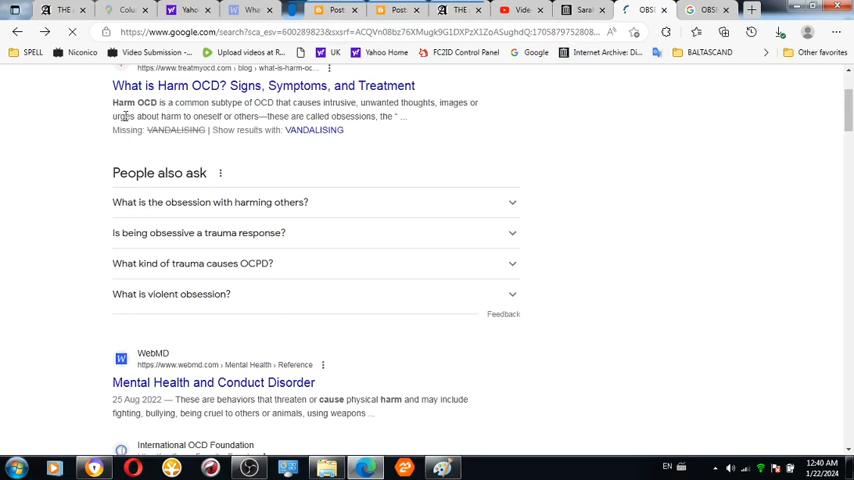 THE A
Colu
Yaho
Wha
Post
Post
THE
Vide
Saral
OBSE
OBSE
https://www.google.com/search?sca_esv=600289823&sxsrf=ACQVn08bz76XMugk9G1DXPzX1ZoASughdQ:1705879752808...
SPELL
Niconico
Video Submission -...
Upload videos at R...
UK
Yahoo Home
FC2ID Control Panel
Google
Internet Archive: Di...
BALTASCAND
Other favorites
https://www.treatmyocd.com › blog › what-is-harm-oc...
What is Harm OCD? Signs, Symptoms, and Treatment
Harm OCD is a common subtype of OCD that causes intrusive, unwanted thoughts, images or
urges about harm to oneself or others—these are called obsessions, the “ ...
Missing: VANDALISING | Show results with: VANDALISING
People also ask
What is the obsession with harming others?
Is being obsessive a trauma response?
What kind of trauma causes OCPD?
What is violent obsession?
Feedback
WebMD
https://www.webmd.com › Mental Health › Reference
Mental Health and Conduct Disorder
25 Aug 2022 — These are behaviors that threaten or cause physical harm and may include
fighting, bullying, being cruel to others or animals, using weapons ...
International OCD Foundation
EN
12:40 AM
1/22/2024